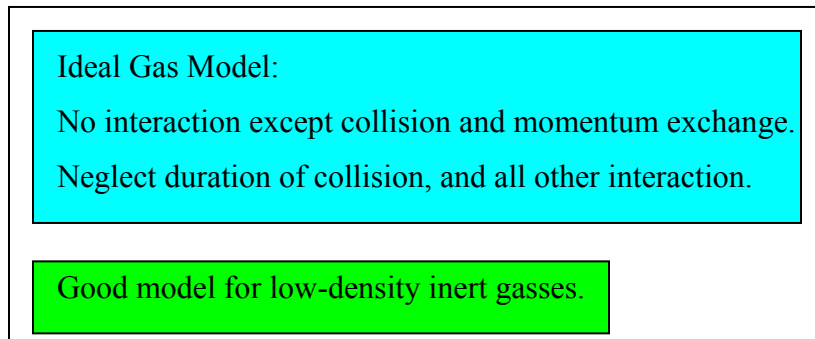 Ideal Gas Model:
No interaction except collision and momentum exchange.
Neglect duration of collision, and all other interaction.
Good model for low-density inert gasses.